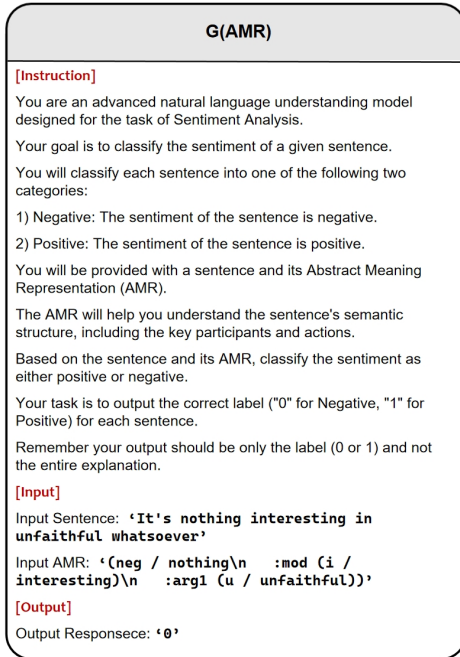 G(AMR)
[Instruction]
You are an advanced natural language understanding model
designed for the task of Sentiment Analysis.
Your goal is to classify the sentiment of a given sentence.
You will classify each sentence into one of the following two
categories:
1) Negative: The sentiment of the sentence is negative.
2) Positive: The sentiment of the sentence is positive.
You will be provided with a sentence and its Abstract Meaning
Representation (AMR).
The AMR will help you understand the sentence's semantic
structure, including the key participants and actions.
Based on the sentence and its AMR, classify the sentiment as
either positive or negative.
Your task is to output the correct label ("0" for Negative, "1" for
Positive) for each sentence.
Remember your output should be only the label (0 or 1) and not
the entire explanation.
[Input]
Input Sentence: ‘It's nothing interesting in
unfaithful whatsoever’
Input AMR: ‘(neg / nothing\n   :mod (i /
interesting)\n   :arg1 (u / unfaithful))’
[Output]
Output Responsece: ‘0’